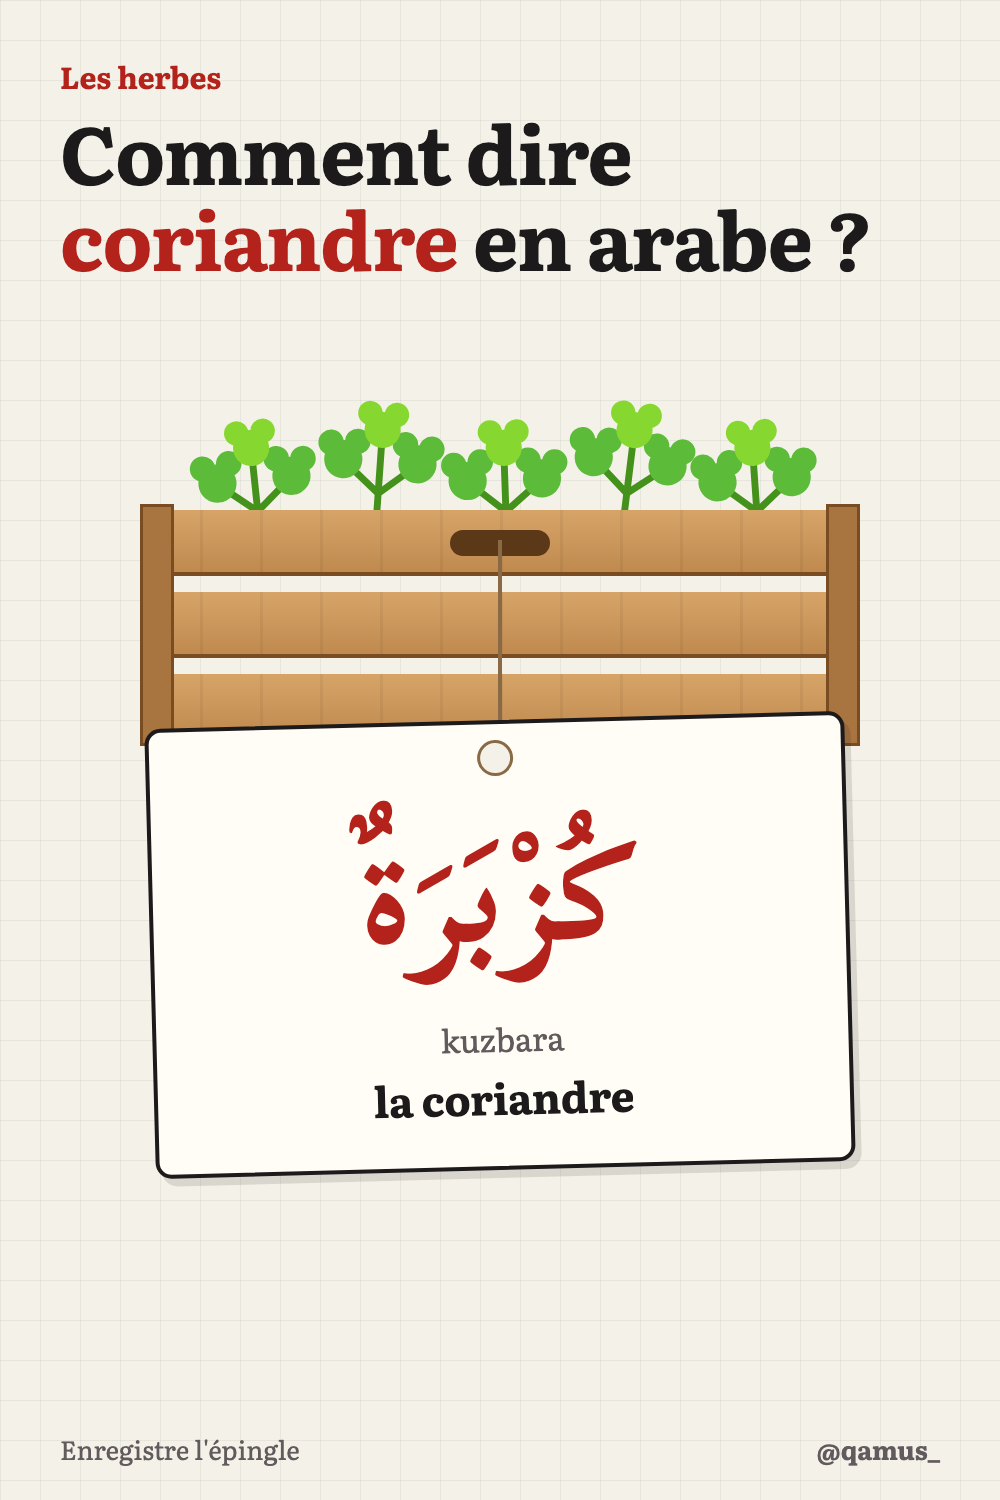 Les herbes
Comment dire
coriandre en arabe ?
كُزْبَرَةٌ
kuzbara
la coriandre
Enregistre l'épingle
@qamus_